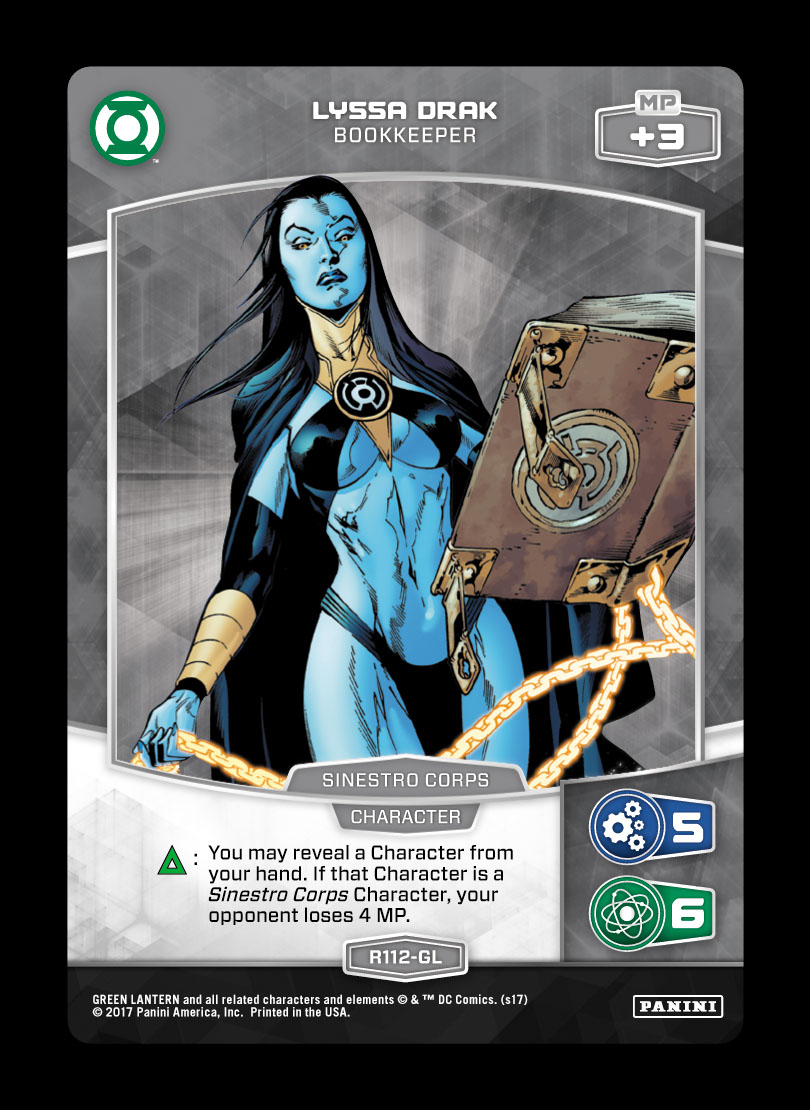 LYSSA DRAK
BOOKKEEPER
MP
+3
™
SINESTRO CORPS
CHARACTER
: You may reveal a Character from
your hand. If that Character is a
Sinestro Corps Character, your
opponent loses 4 MP.
5
6
R112-GL
GREEN LANTERN and all related characters and elements © & ™ DC Comics. (s17)
© 2017 Panini America, Inc. Printed in the USA.
PANINI